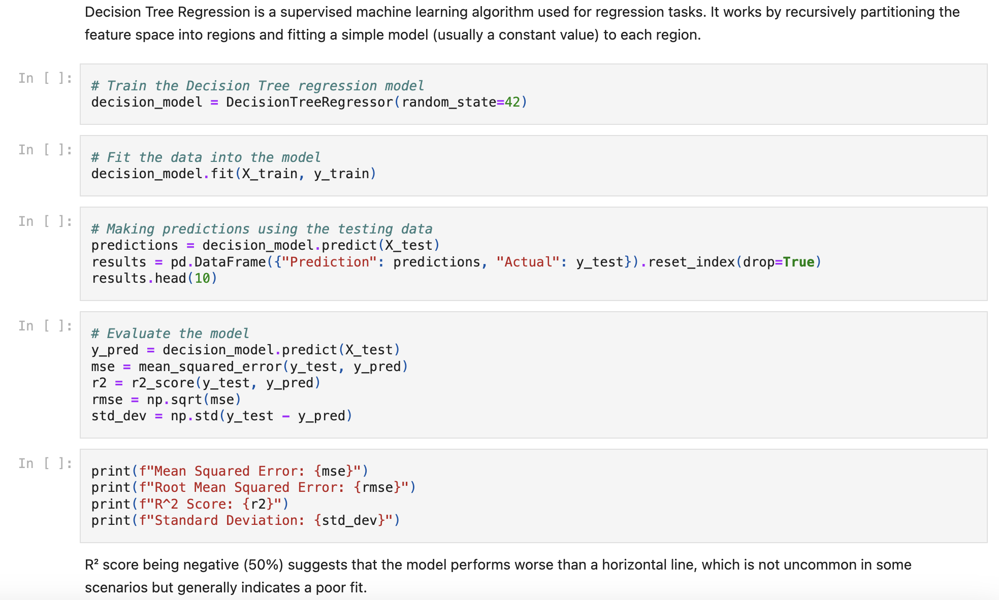 Decision Tree Regression is a supervised machine learning algorithm used for regression tasks. It works by recursively partitioning the
feature space into regions and fitting a simple model (usually a constant value) to each region.
In [ ]:
# Train the Decision Tree regression model
decision_model = DecisionTreeRegressor(random_state=42)
In [ ]:
# Fit the data into the model
decision_model.fit(X_train, y_train)
In [ ]:
# Making predictions using the testing data
predictions = decision_model.predict(X_test)
results = pd.DataFrame({"Prediction": predictions, "Actual": y_test}).reset_index(drop=True)
results.head(10)
In [ ]:
# Evaluate the model
y_pred = decision_model.predict(X_test)
mse = mean_squared_error(y_test, y_pred)
r2 = r2_score(y_test, y_pred)
rmse = np.sqrt(mse)
std_dev = np.std(y_test - y_pred)
In [ ]:
print(f"Mean Squared Error: {mse}")
print(f"Root Mean Squared Error: {rmse}")
print(f"R^2 Score: {r2}")
print(f"Standard Deviation: {std_dev}")
R² score being negative (50%) suggests that the model performs worse than a horizontal line, which is not uncommon in some
scenarios but generally indicates a poor fit.